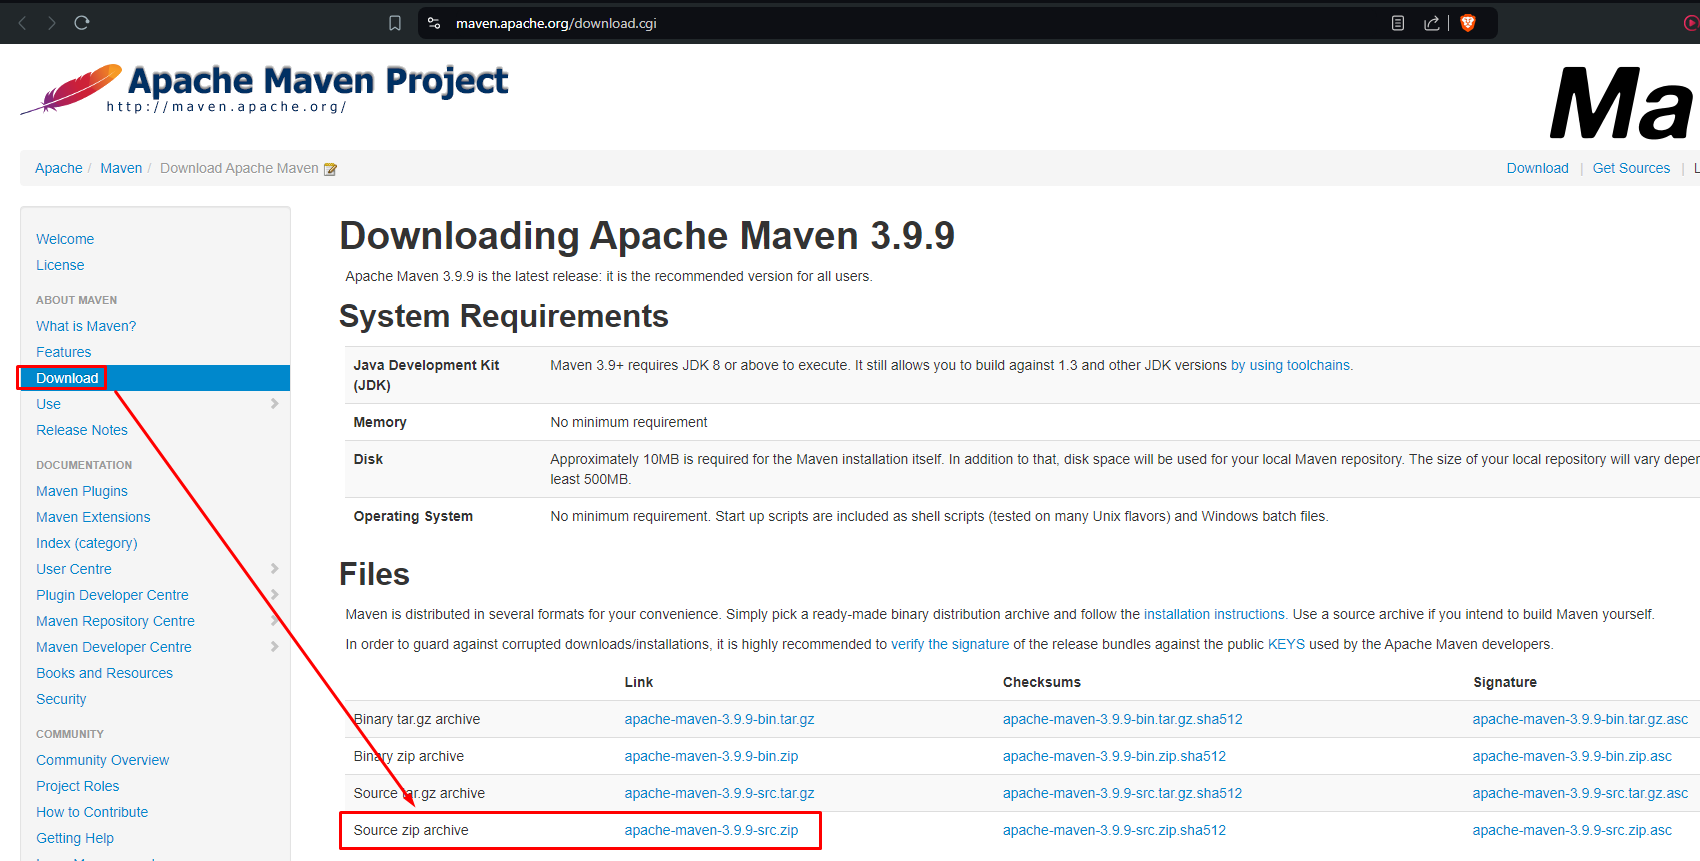 maven.apache.org/download.cgi
Apache Maven Project
http://maven.apache.org/
Ma
Apache / Maven / Download Apache Maven
Download | Get Sources | L
Welcome
License
ABOUT MAVEN
What is Maven?
Features
Download
Use
Release Notes
DOCUMENTATION
Maven Plugins
Maven Extensions
Index (category)
User Centre
Plugin Developer Centre
Maven Repository Centre
Maven Developer Centre
Books and Resources
Security
COMMUNITY
Community Overview
Project Roles
How to Contribute
Getting Help
Downloading Apache Maven 3.9.9
Apache Maven 3.9.9 is the latest release: it is the recommended version for all users.
System Requirements
Java Development Kit
(JDK)
Maven 3.9+ requires JDK 8 or above to execute. It still allows you to build against 1.3 and other JDK versions by using toolchains.
Memory
No minimum requirement
Disk
Approximately 10MB is required for the Maven installation itself. In addition to that, disk space will be used for your local Maven repository. The size of your local repository will vary deper
least 500MB.
Operating System
No minimum requirement. Start up scripts are included as shell scripts (tested on many Unix flavors) and Windows batch files.
Files
Maven is distributed in several formats for your convenience. Simply pick a ready-made binary distribution archive and follow the installation instructions. Use a source archive if you intend to build Maven yourself.
In order to guard against corrupted downloads/installations, it is highly recommended to verify the signature of the release bundles against the public KEYS used by the Apache Maven developers.
Link Checksums Signature
Binary tar.gz archive apache-maven-3.9.9-bin.tar.gz apache-maven-3.9.9-bin.tar.gz.sha512 apache-maven-3.9.9-bin.tar.gz.asc
Binary zip archive apache-maven-3.9.9-bin.zip apache-maven-3.9.9-bin.zip.sha512 apache-maven-3.9.9-bin.zip.asc
Source tar.gz archive apache-maven-3.9.9-src.tar.gz apache-maven-3.9.9-src.tar.gz.sha512 apache-maven-3.9.9-src.tar.gz.asc
Source zip archive apache-maven-3.9.9-src.zip apache-maven-3.9.9-src.zip.sha512 apache-maven-3.9.9-src.zip.asc